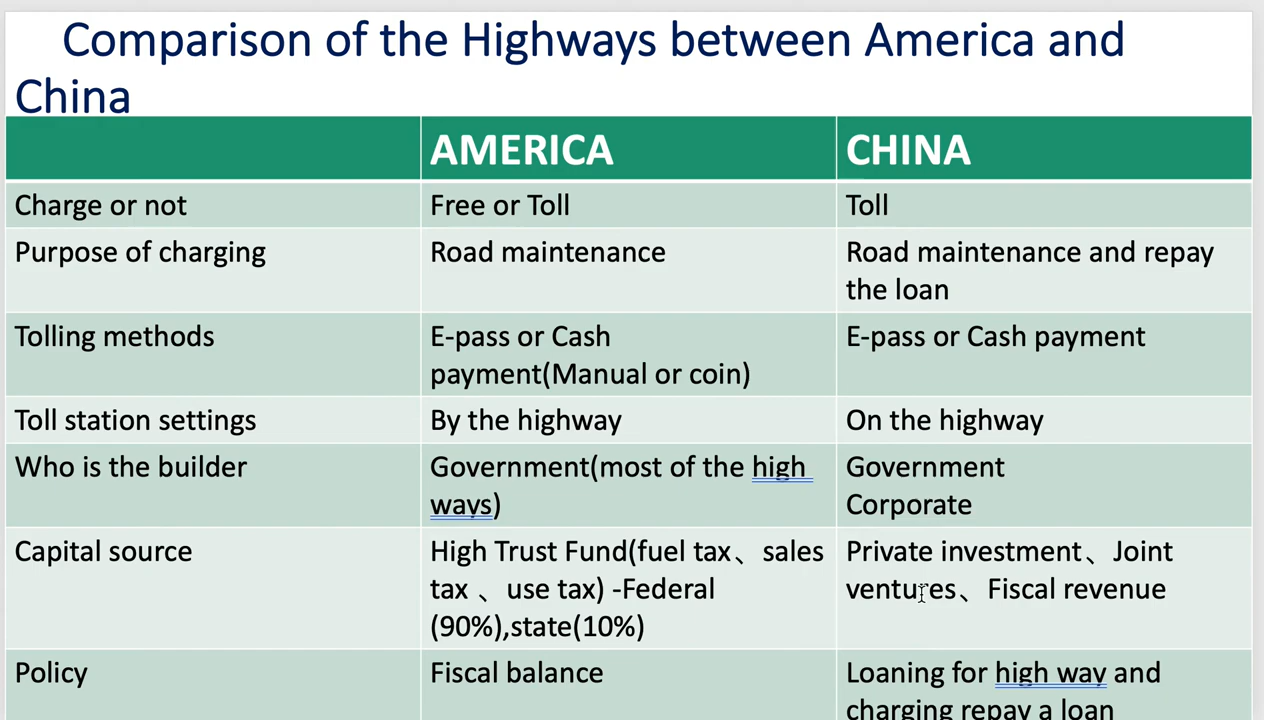 Comparison of the Highways between America and
China
AMERICA CHINA
Charge or not Free or Toll Toll
Purpose of charging Road maintenance Road maintenance and repay
the loan
Tolling methods E-pass or Cash E-pass or Cash payment
payment(Manual or coin)
Toll station settings By the highway On the highway
Who is the builder Government(most of the high Government
ways) Corporate
Capital source High Trust Fund(fuel tax、sales Private investment、Joint
tax 、use tax) -Federal ventures、Fiscal revenue
(90%),state(10%)
Policy Fiscal balance Loaning for high way and
charging repay a loan